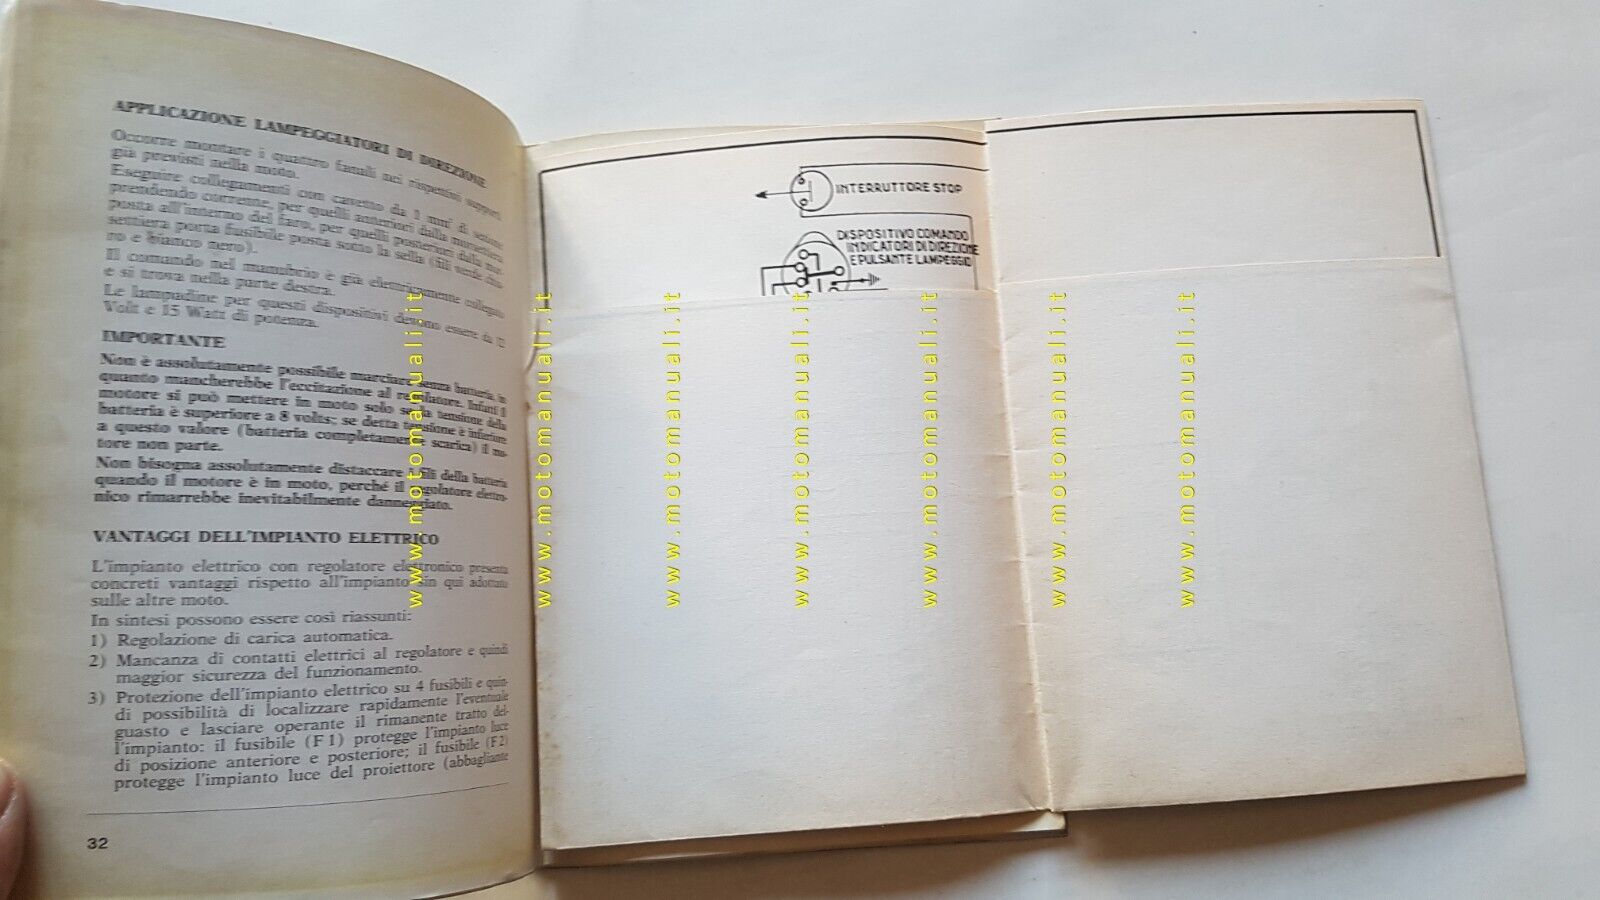 APPLICAZIONE LAMPEGGIATORI DI DIREZIONE
Occorre montare i quattro fanali nei rispettivi supporti
già previsti nella moto.
Eseguire collegamenti con cavetto da 1 mm² di sezione
prendendo corrente, per quelli anteriori dalla morsettiera
posta all'interno del faro, per quelli posteriori dalla mor-
settiera porta fusibile posta sotto la sella (fili verde chia-
ro e bianco nero).
Il comando nel manubrio è già elettricamente collegato
e si trova nella parte destra.
Le lampadine per questi dispositivi devono essere da 12
Volt e 15 Watt di potenza.
IMPORTANTE
Non è assolutamente possibile marciare senza batteria, in
quanto mancherebbe l'eccitazione al regolatore. Infatti il
motore si può mettere in moto solo se la tensione della
batteria è superiore a 8 volts; se detta tensione è inferiore
a questo valore (batteria completamente scarica) il mo-
tore non parte.
Non bisogna assolutamente distaccare i fili della batteria
quando il motore è in moto, perché il regolatore elettro-
nico rimarrebbe inevitabilmente danneggiato.
VANTAGGI DELL'IMPIANTO ELETTRICO
L'impianto elettrico con regolatore elettronico presenta
concreti vantaggi rispetto all'impianto sin qui adottato
sulle altre moto.
In sintesi possono essere così riassunti:
1) Regolazione di carica automatica.
2) Mancanza di contatti elettrici al regolatore e quindi
maggior sicurezza del funzionamento.
3) Protezione dell'impianto elettrico su 4 fusibili e quin-
di possibilità di localizzare rapidamente l'eventuale
guasto e lasciare operante il rimanente tratto del-
l'impianto: il fusibile (F1) protegge l'impianto luce
di posizione anteriore e posteriore; il fusibile (F2)
protegge l'impianto luce del proiettore (abbagliante
32
INTERRUTTORE STOP
DISPOSITIVO COMANDO
INDICATORI DI DIREZIONE
E PULSANTE LAMPEGGIO
www.motomanuali.it
www.motomanuali.it
www.motomanuali.it
www.motomanuali.it
www.motomanuali.it
www.motomanuali.it
www.motomanuali.it